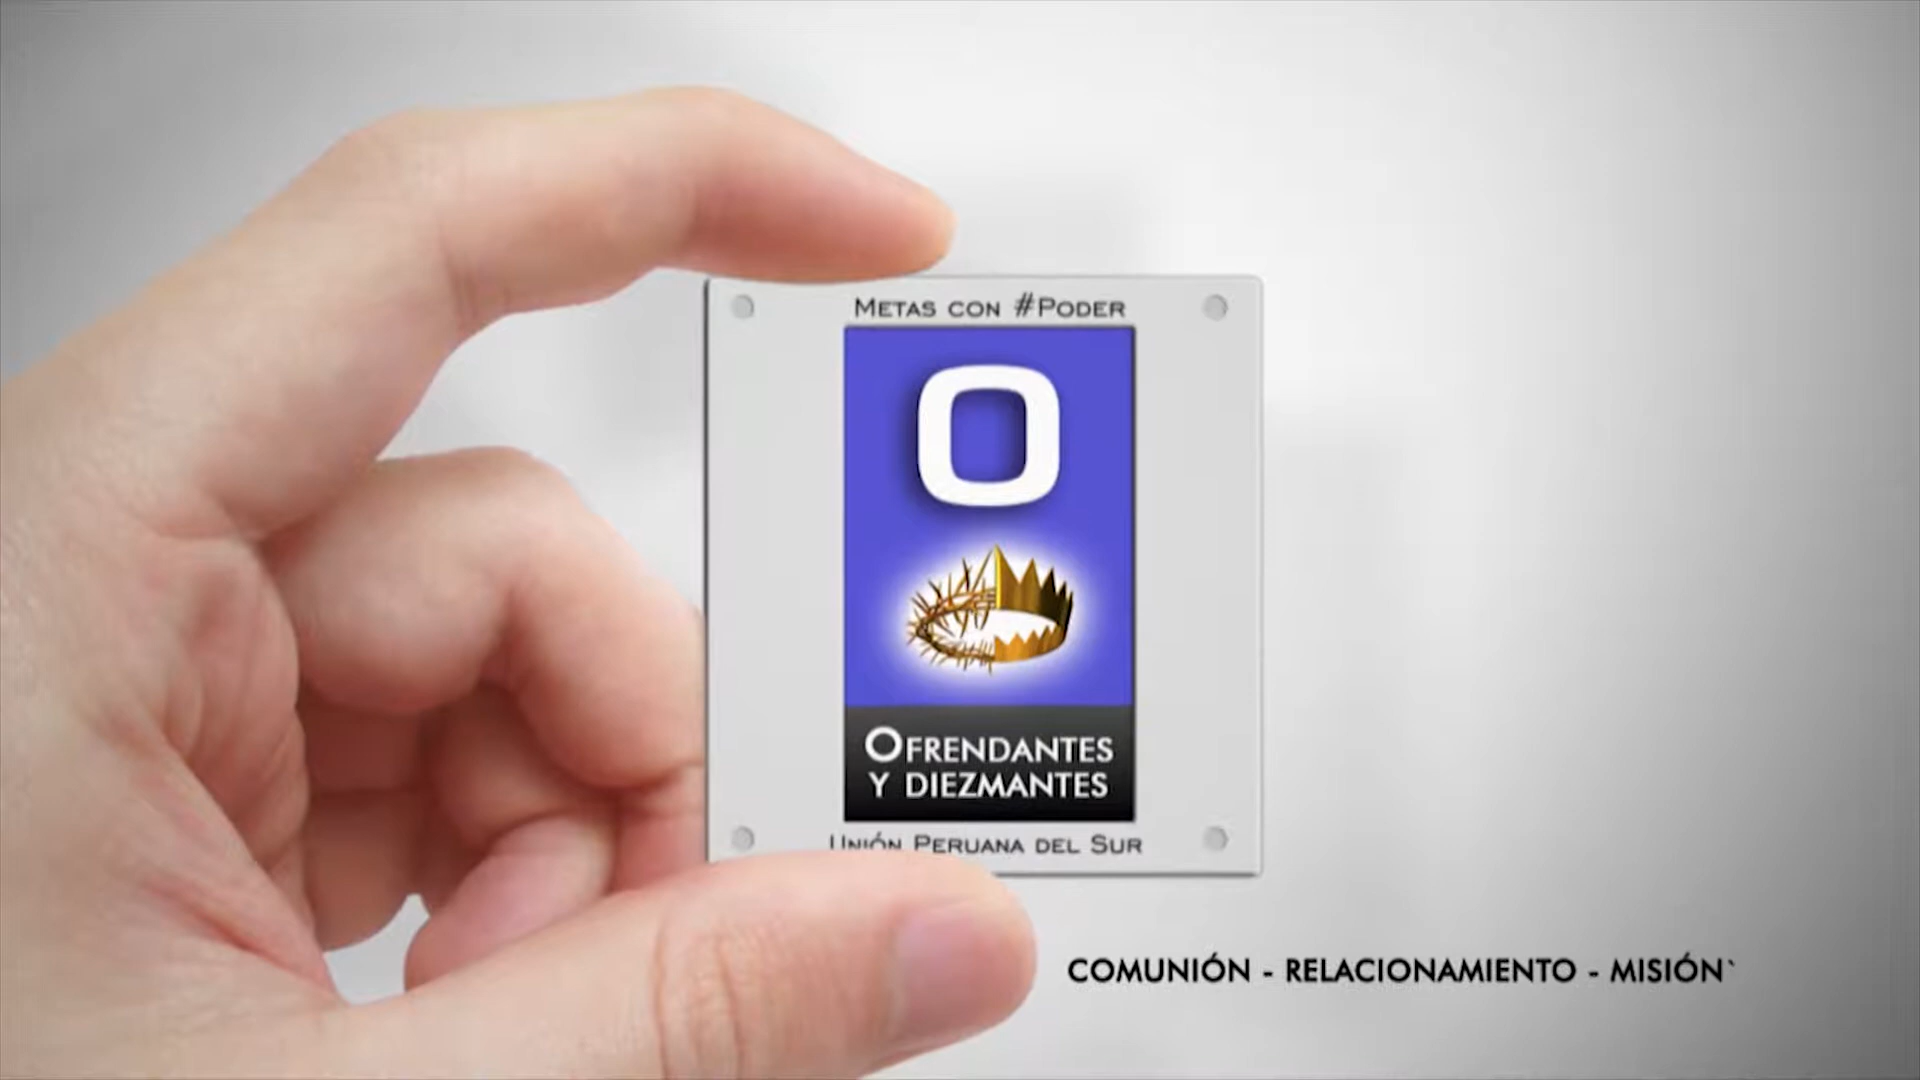 METAS CON #PODER
O
OFRENDANTES
Y DIEZMANTES
UNIÓN PERUANA DEL SUR
COMUNIÓN - RELACIONAMIENTO - MISIÓN`